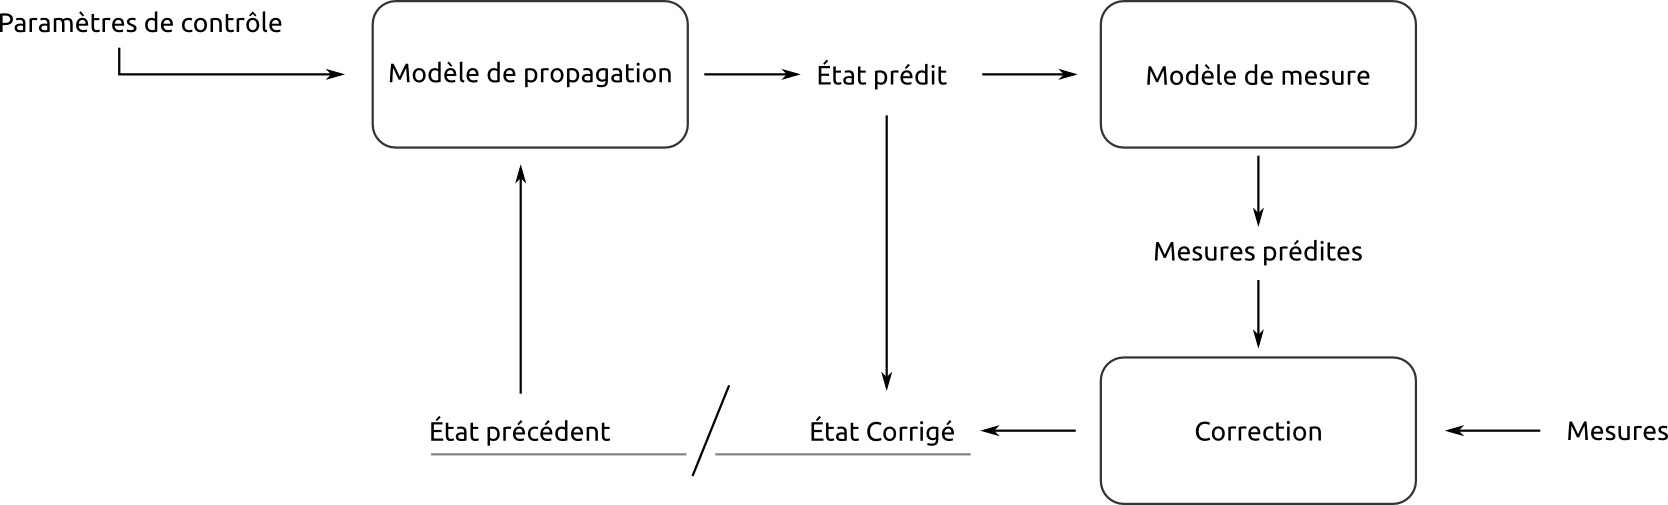 Paramètres de contrôle
Modèle de propagation
État prédit
Modèle de mesure
Mesures prédites
État précédent
État Corrigé
Correction
Mesures